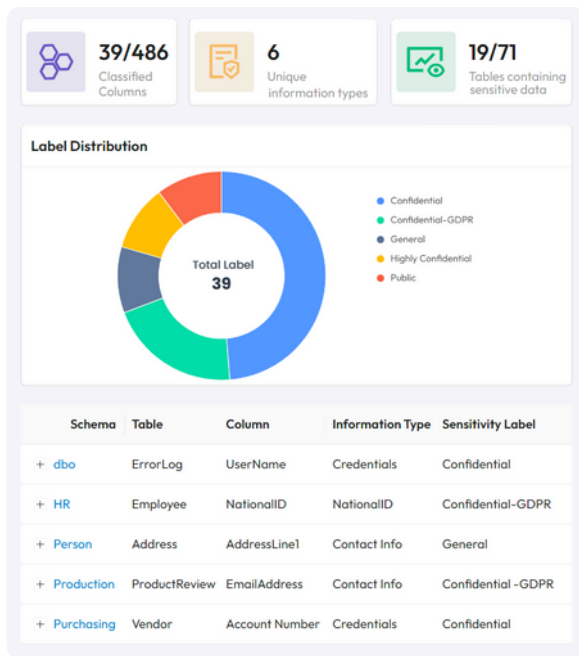 39/486
Classified
Columns
6
Unique
information types
19/71
Tables containing
sensitive data
Label Distribution
Total Label
39
Confidential
Confidential-GDPR
General
Highly Confidential
Public
Schema Table Column Information Type Sensitivity Label
+ dbo ErrorLog UserName Credentials Confidential
+ HR Employee NationalID NationalID Confidential-GDPR
+ Person Address AddressLine1 Contact Info General
+ Production ProductReview EmailAddress Contact Info Confidential -GDPR
+ Purchasing Vendor Account Number Credentials Confidential